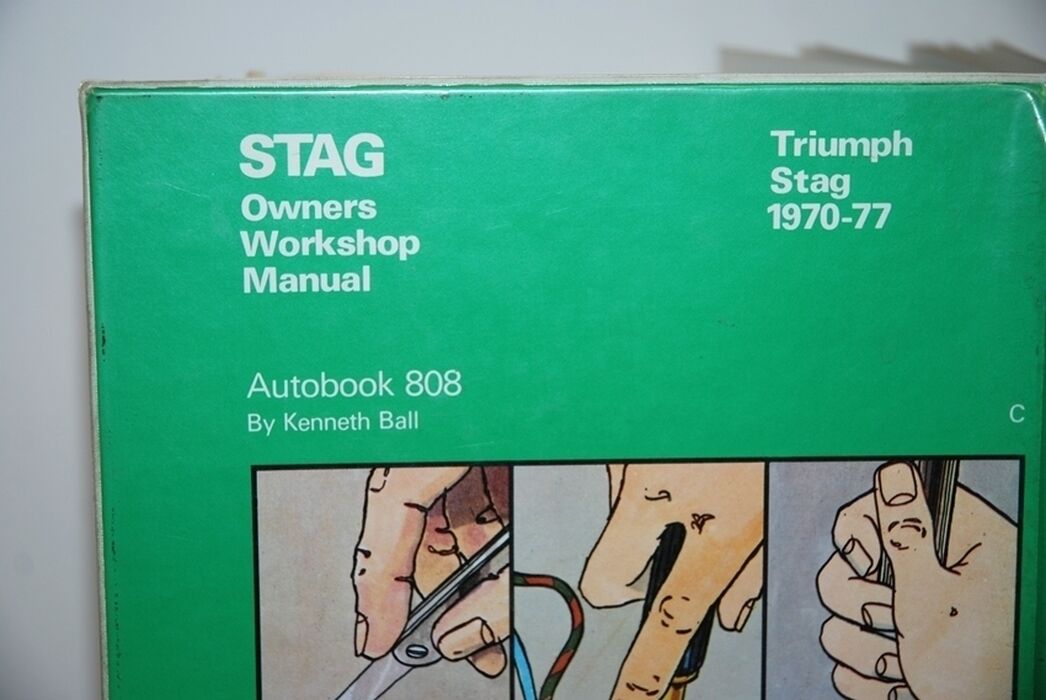 STAG
Owners
Workshop
Manual
Triumph
Stag
1970-77
Autobook 808
By Kenneth Ball
C